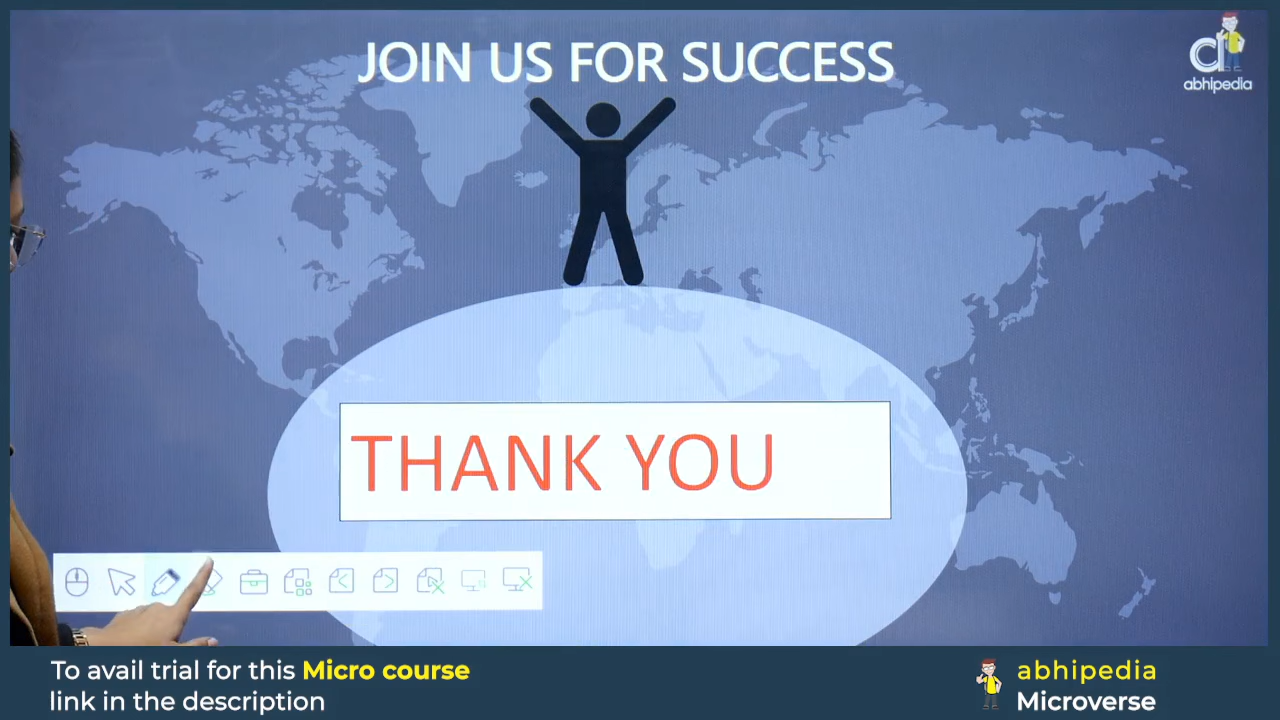 JOIN US FOR SUCCESS
abhipedia
THANK YOU
To avail trial for this Micro course
link in the description
abhipedia
Microverse